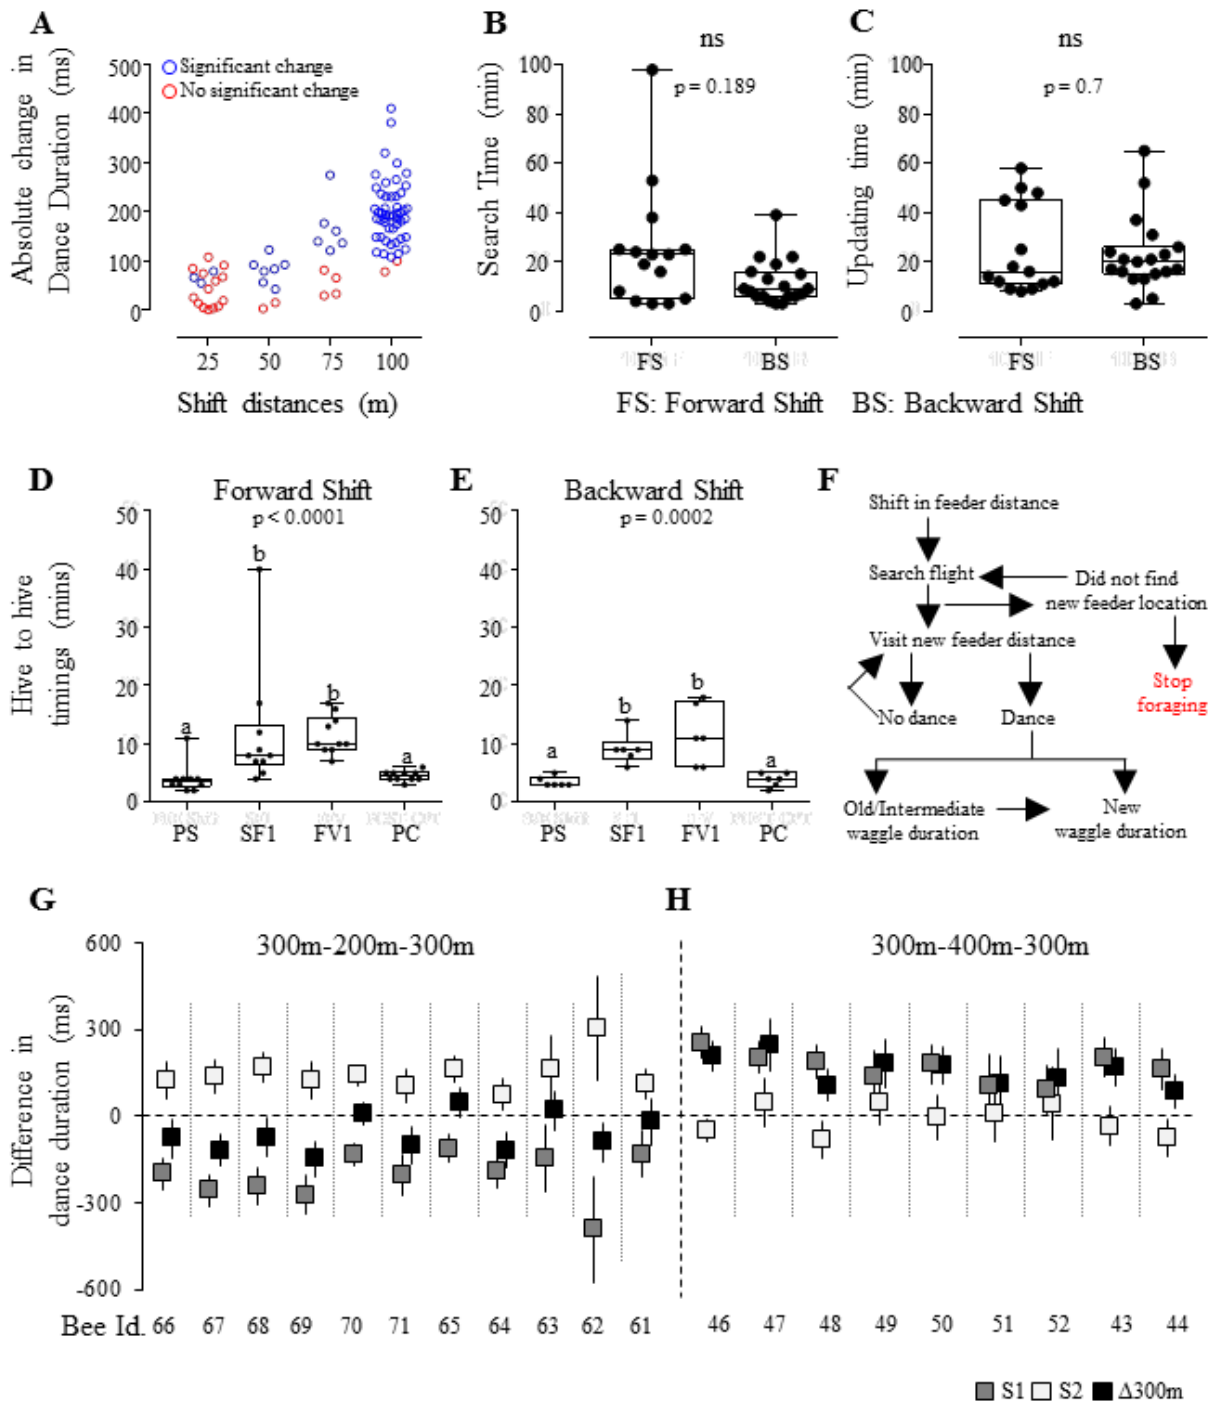 A
B
C
Absolute change in
Dance Duration (ms)
500
400
300
200
100
0
Significant change
No significant change
25 50 75 100
Shift distances (m)
ns
Search Time (min)
100
80
60
40
20
0
p = 0.189
FS BS
ns
Updating time (min)
100
80
60
40
20
0
p = 0.7
FS BS
FS: Forward Shift BS: Backward Shift
D
Forward Shift
p < 0.0001
Hive to hive
timings (mins)
50
40
30
20
10
0
a
b
b
a
PS SF1 FV1 PC
E
Backward Shift
p = 0.0002
50
40
30
20
10
0
a
b
b
a
PS SF1 FV1 PC
F
Shift in feeder distance
Search flight
Did not find
new feeder location
Visit new feeder distance
Stop
foraging
No dance
Dance
Old/Intermediate
waggle duration
New
waggle duration
G
H
300m-200m-300m
300m-400m-300m
Difference in
dance duration (ms)
600
300
0
-300
-600
Bee Id. 66 67 68 69 70 71 65 64 63 62 61 46 47 48 49 50 51 52 43 44
S1 S2 Δ300m